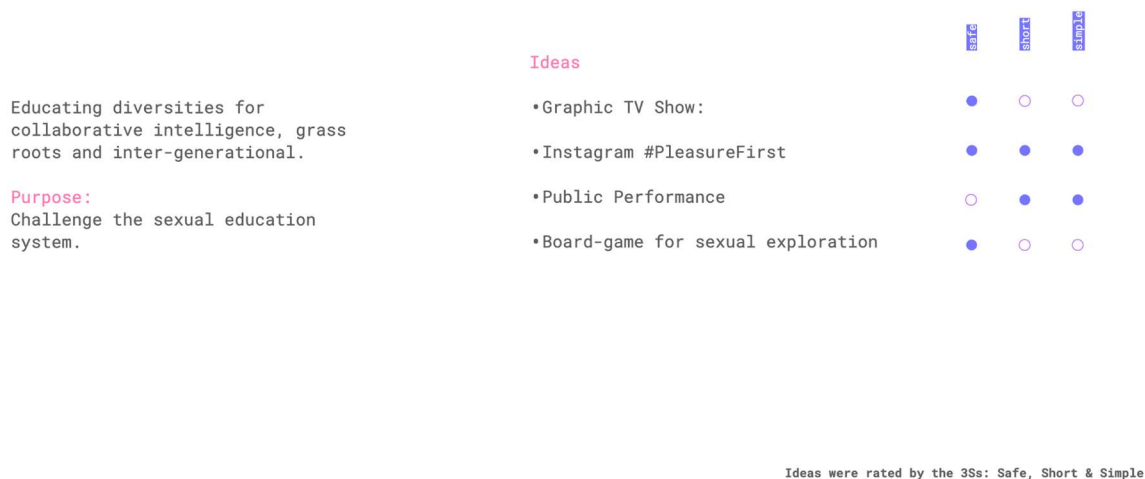 safe
short
simple
Ideas
Educating diversities for
collaborative intelligence, grass
roots and inter-generational.
Purpose:
Challenge the sexual education
system.
•Graphic TV Show:
•Instagram #PleasureFirst
•Public Performance
•Board-game for sexual exploration
Ideas were rated by the 3Ss: Safe, Short & Simple